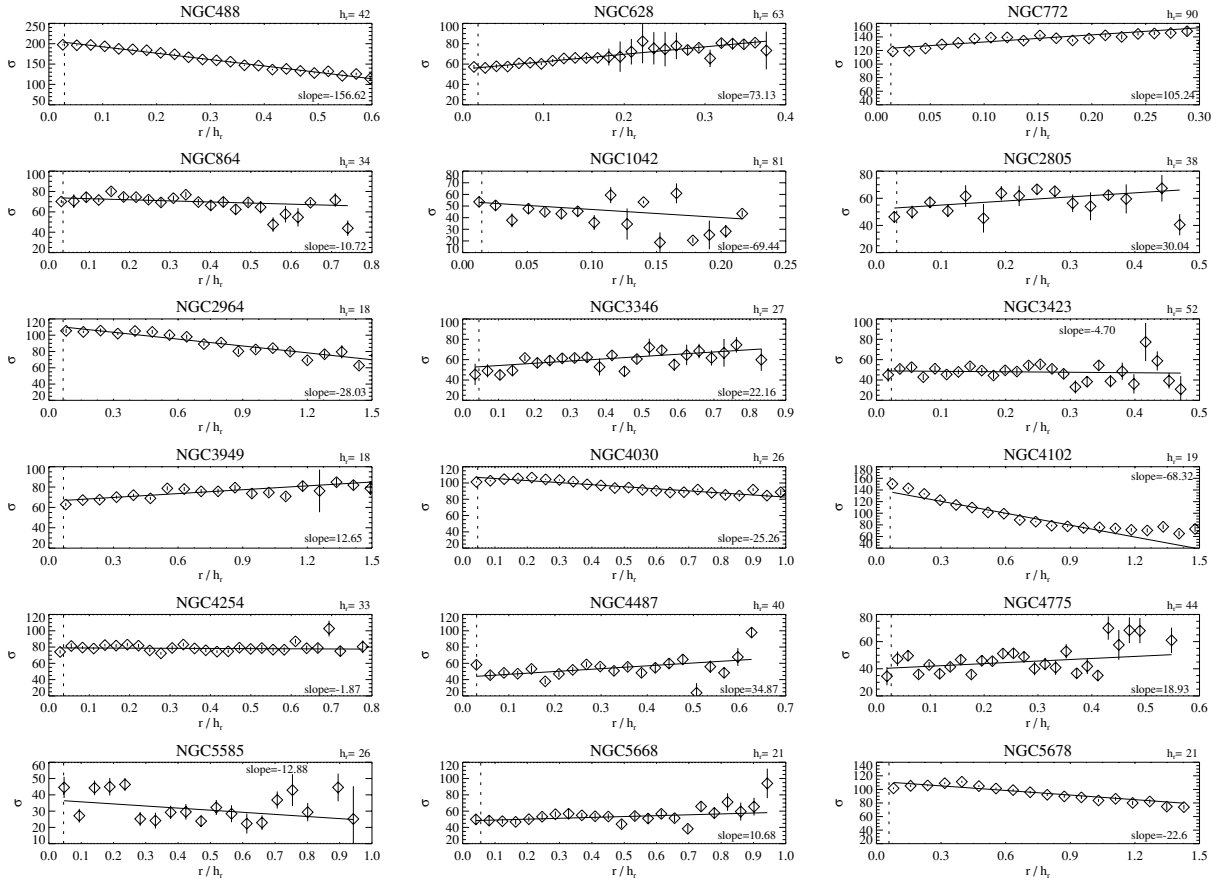 NGC488
h_r= 42
250
200
150
100
50
σ
slope=-156.62
0.0 0.1 0.2 0.3 0.4 0.5 0.6
r / h_r
NGC628
h_r= 63
100
80
60
40
20
σ
slope=73.13
0.0 0.1 0.2 0.3 0.4
r / h_r
NGC772
h_r= 90
140
120
100
80
60
40
σ
slope=105.24
0.00 0.05 0.10 0.15 0.20 0.25 0.30
r / h_r
NGC864
h_r= 34
100
80
60
40
20
σ
slope=-10.72
0.0 0.1 0.2 0.3 0.4 0.5 0.6 0.7 0.8
r / h_r
NGC1042
h_r= 81
80
70
60
50
40
30
20
σ
slope=-69.44
0.00 0.05 0.10 0.15 0.20 0.25
r / h_r
NGC2805
h_r= 38
80
60
40
20
σ
slope=30.04
0.0 0.1 0.2 0.3 0.4 0.5
r / h_r
NGC2964
h_r= 18
120
100
80
60
40
20
σ
slope=-28.03
0.0 0.3 0.6 0.9 1.2 1.5
r / h_r
NGC3346
h_r= 27
100
80
60
40
20
σ
slope=22.16
0.0 0.1 0.2 0.3 0.4 0.5 0.6 0.7 0.8 0.9
r / h_r
NGC3423
h_r= 52
100
80
60
40
20
σ
slope=-4.70
0.0 0.1 0.2 0.3 0.4 0.5
r / h_r
NGC3949
h_r= 18
100
80
60
40
20
σ
slope=12.65
0.0 0.3 0.6 0.9 1.2 1.5
r / h_r
NGC4030
h_r= 26
120
100
80
60
40
20
σ
slope=-25.26
0.0 0.1 0.2 0.3 0.4 0.5 0.6 0.7 0.8 0.9 1.0
r / h_r
NGC4102
h_r= 19
180
160
140
120
100
80
60
40
σ
slope=-68.32
0.0 0.3 0.6 0.9 1.2 1.5
r / h_r
NGC4254
h_r= 33
120
100
80
60
40
20
σ
slope=-1.87
0.0 0.1 0.2 0.3 0.4 0.5 0.6 0.7 0.8
r / h_r
NGC4487
h_r= 40
120
100
80
60
40
20
σ
slope=34.87
0.0 0.1 0.2 0.3 0.4 0.5 0.6 0.7
r / h_r
NGC4775
h_r= 44
80
60
40
20
σ
slope=18.93
0.0 0.1 0.2 0.3 0.4 0.5 0.6
r / h_r
NGC5585
h_r= 26
60
50
40
30
20
10
σ
slope=-12.88
0.0 0.1 0.2 0.3 0.4 0.5 0.6 0.7 0.8 0.9 1.0
r / h_r
NGC5668
h_r= 21
120
100
80
60
40
20
σ
slope=10.68
0.0 0.1 0.2 0.3 0.4 0.5 0.6 0.7 0.8 0.9 1.0
r / h_r
NGC5678
h_r= 21
140
120
100
80
60
40
20
σ
slope=-22.6
0.0 0.3 0.6 0.9 1.2 1.5
r / h_r